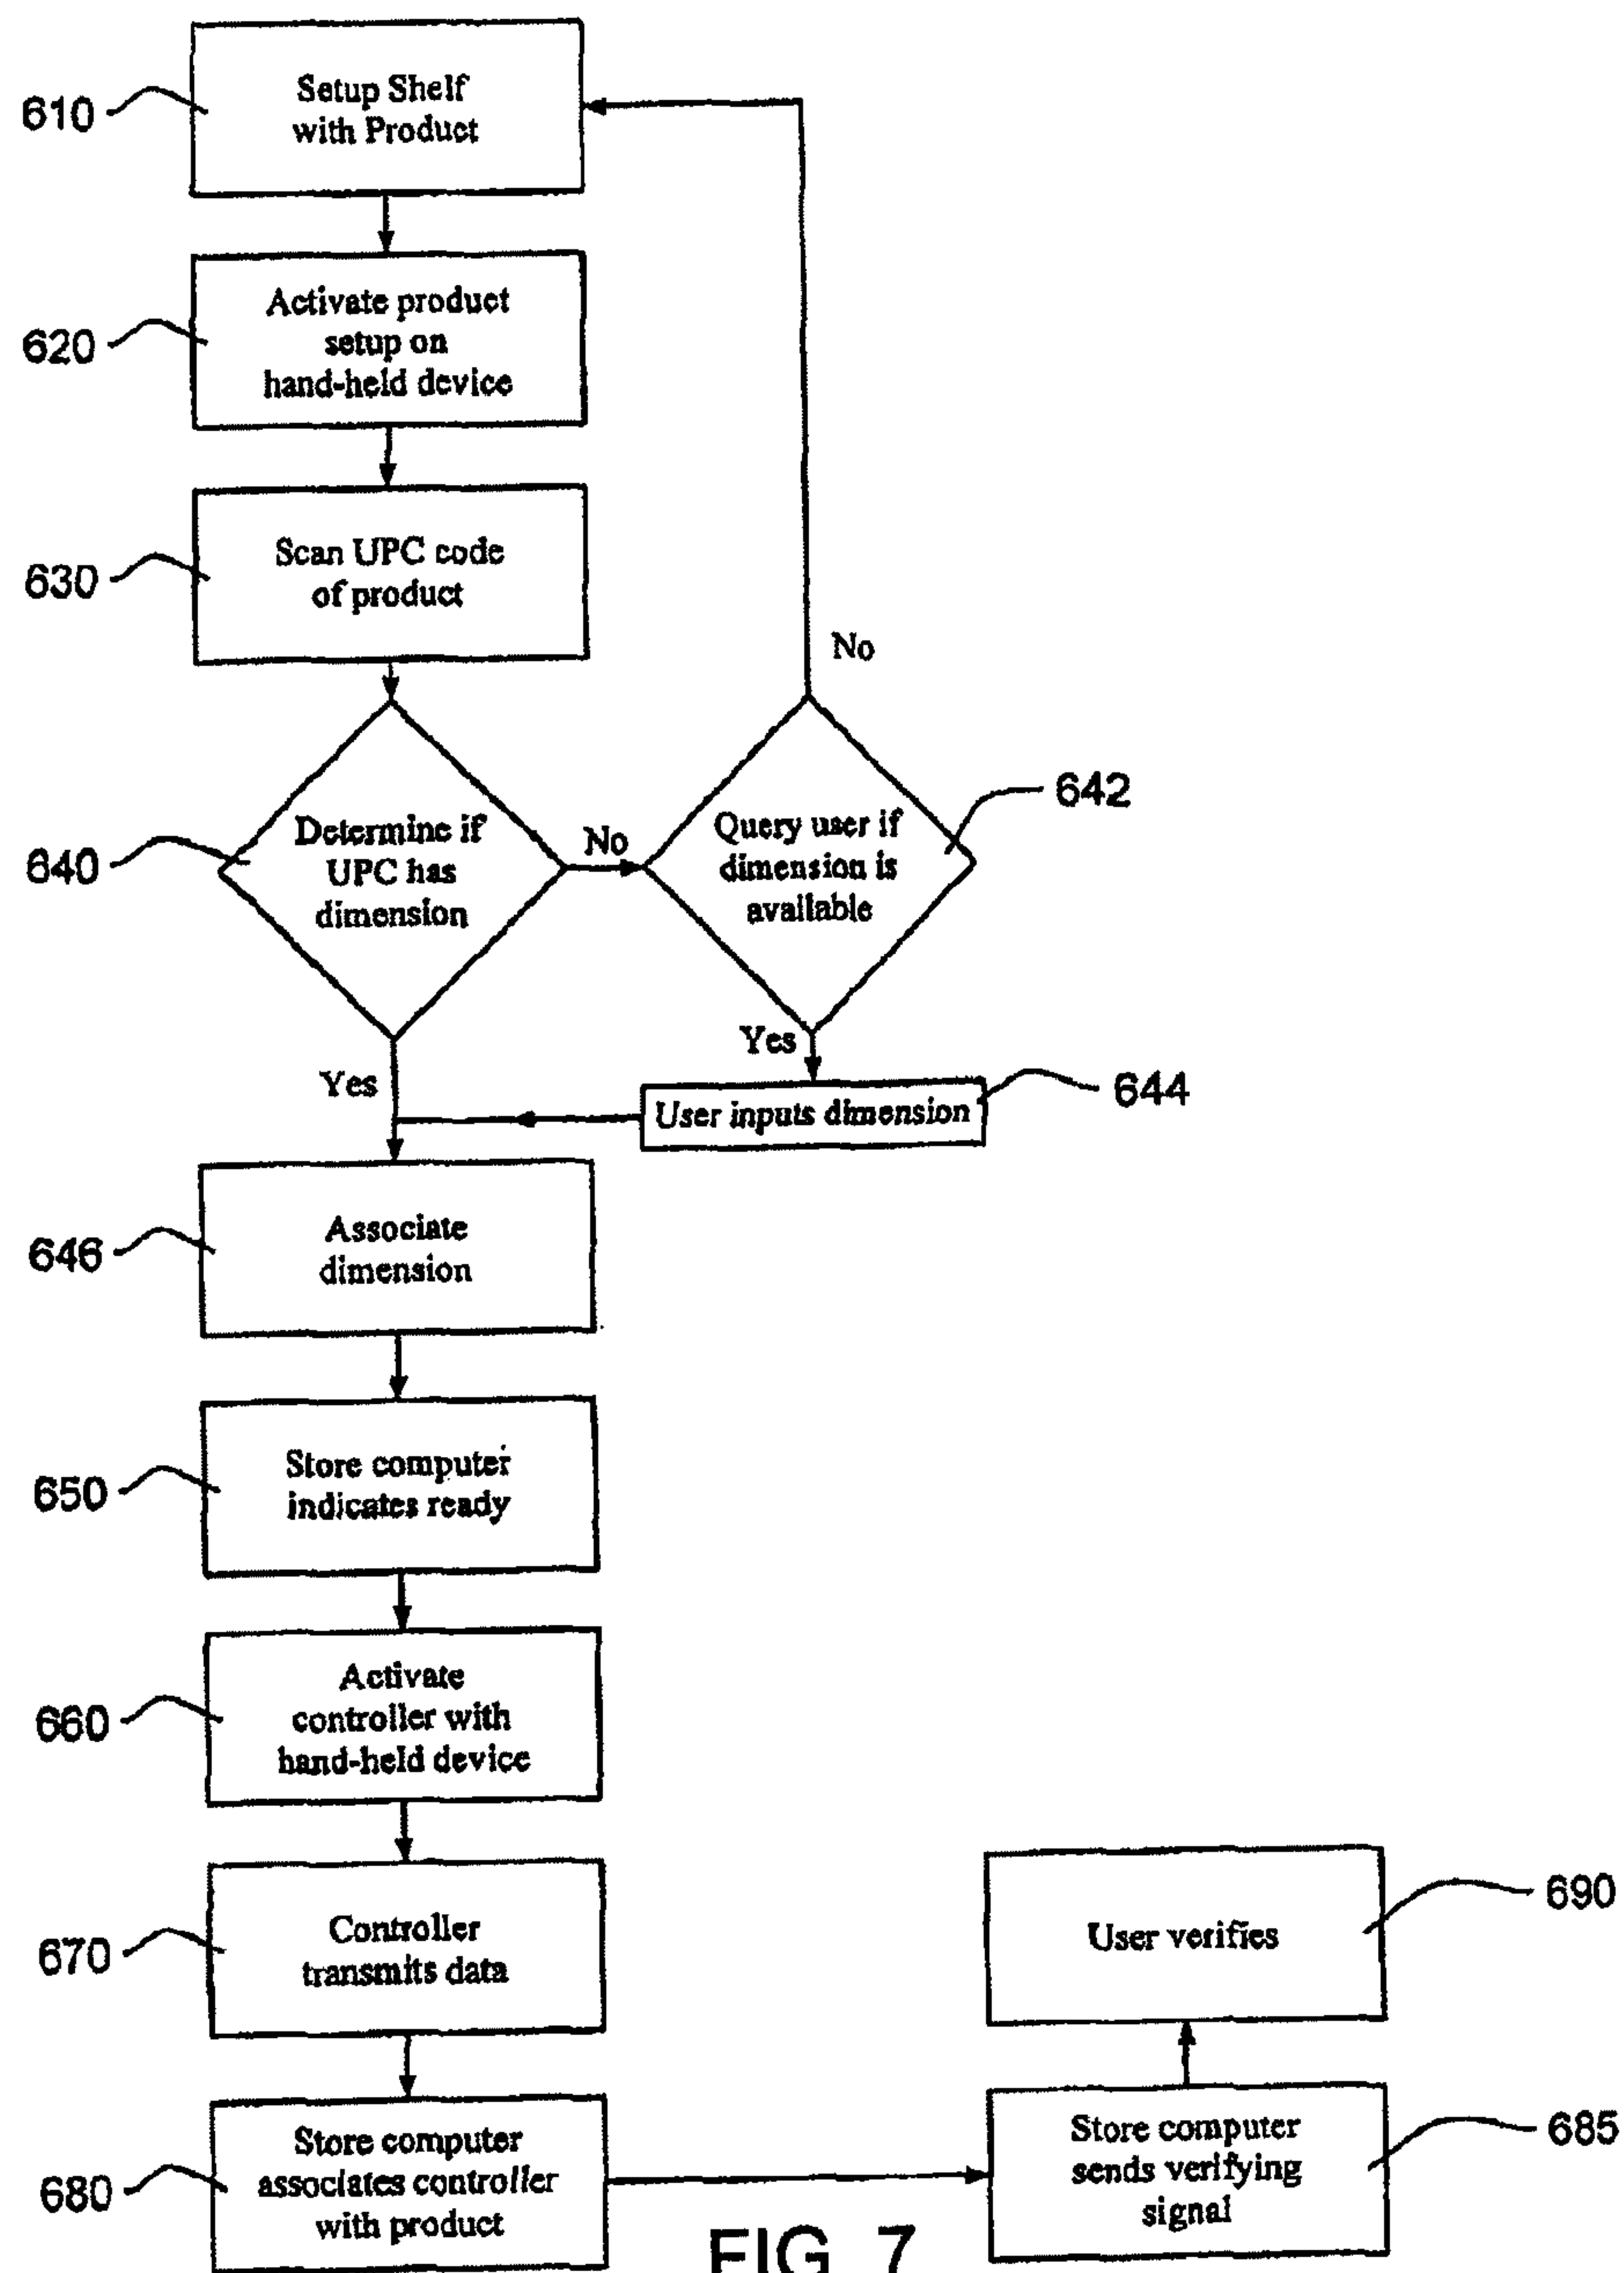 610
Setup Shelf
with Product
620
Activate product
setup on
hand-held device
630
Scan UPC code
of product
No
640
Determine if
UPC has
dimension
No
Query user if
dimension is
available
642
Yes
Yes
User inputs dimension
644
646
Associate
dimension
650
Store computer
indicates ready
660
Activate
controller with
hand-held device
670
Controller
transmits data
User verifies
690
680
Store computer
associates controller
with product
Store computer
sends verifying
signal
685
FIG. 7